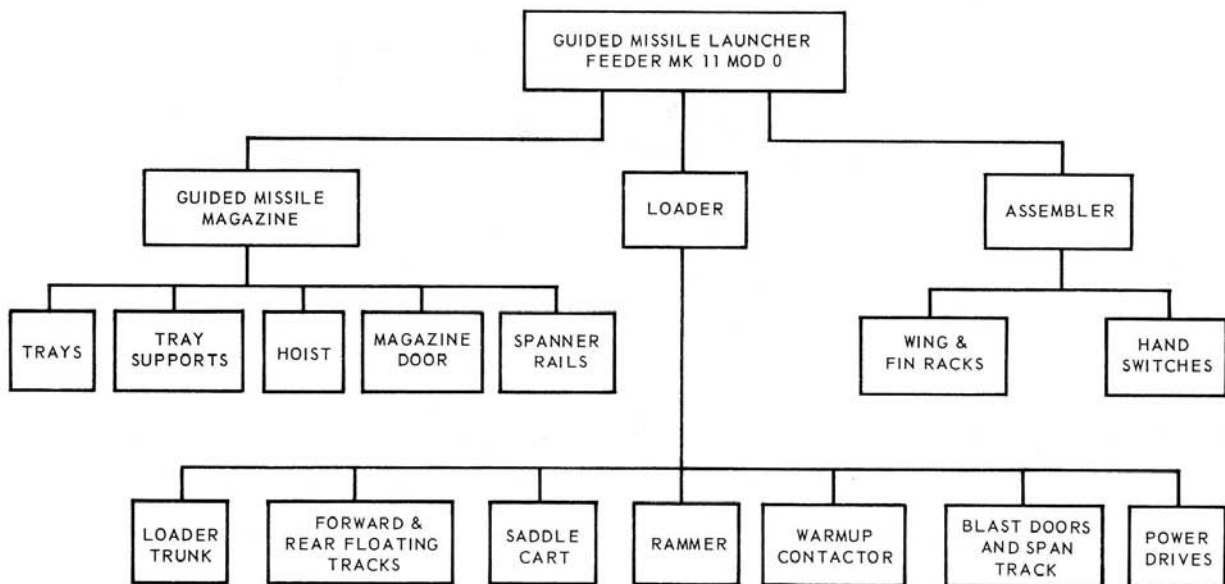 GUIDED MISSILE LAUNCHER
FEEDER MK 11 MOD 0
GUIDED MISSILE
MAGAZINE
LOADER
ASSEMBLER
TRAYS
TRAY
SUPPORTS
HOIST
MAGAZINE
DOOR
SPANNER
RAILS
WING &
FIN RACKS
HAND
SWITCHES
LOADER
TRUNK
FORWARD &
REAR FLOATING
TRACKS
SADDLE
CART
RAMMER
WARMUP
CONTACTOR
BLAST DOORS
AND SPAN
TRACK
POWER
DRIVES